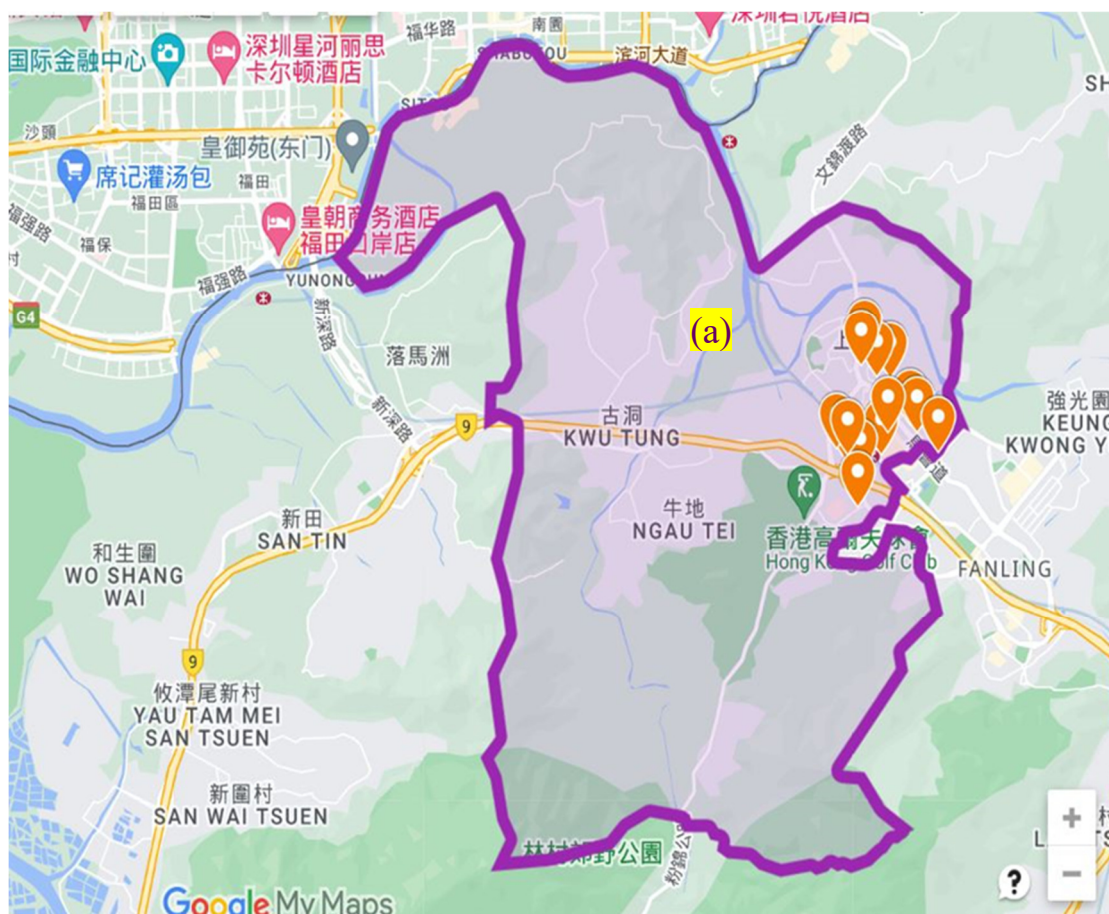 南園
福华路
深圳君悦酒店
国际金融中心
深圳星河丽思
卡尔顿酒店
SHABUTOU
滨河大道
沙頭
皇御苑(东门)
文錦渡路
席记灌汤包
福田
福田區
福强路
福保
村
皇朝商务酒店
福田口岸店
福强路
G4
新深路
落馬洲
(a)
上
新深路
9
古洞
KWU TUNG
強光園
KEUNG
KWONG Y
新田
SAN TIN
牛地
NGAU TEI
香港高爾夫球會
Hong Kong Golf Club
FANLING
和生圍
WO SHANG
WAI
9
攸潭尾新村
YAU TAM MEI
SAN TSUEN
新圍村
SAN WAI TSUEN
林村郊野公園
粉錦公
村
+
−
?
Google My Maps